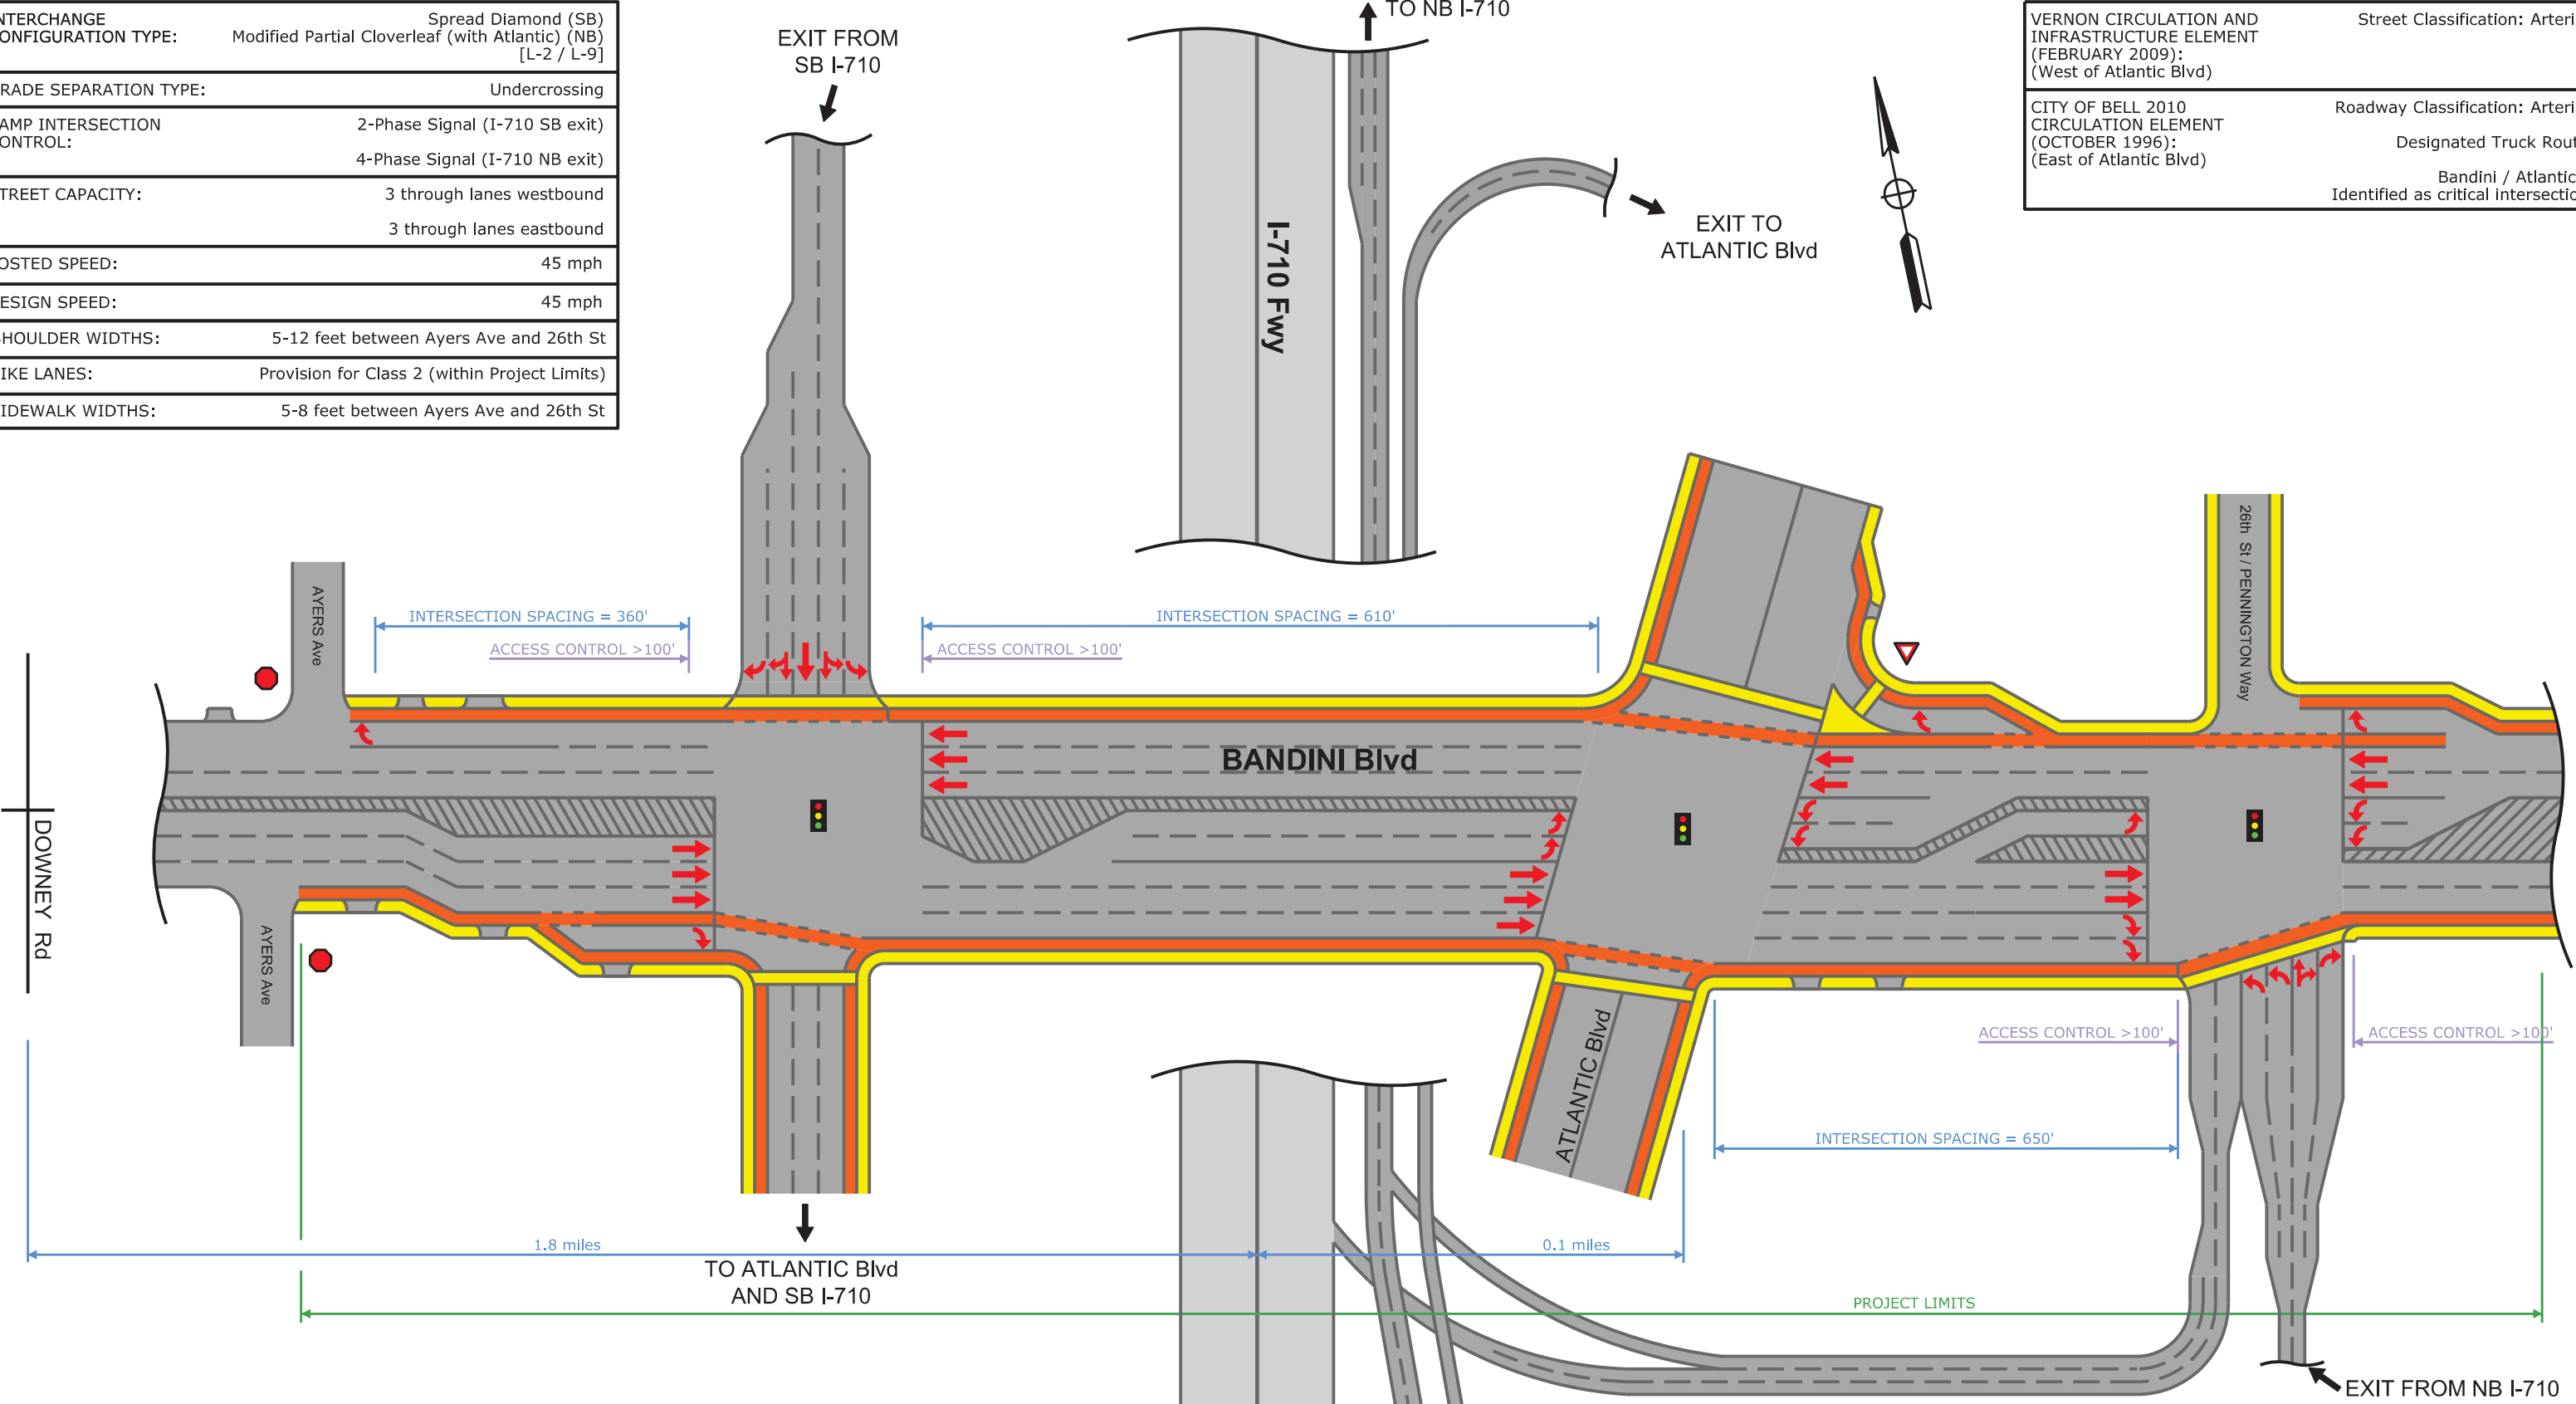 NTERCHANGE
ONFIGURATION TYPE:
Spread Diamond (SB)
Modified Partial Cloverleaf (with Atlantic) (NB)
[L-2 / L-9]
RADE SEPARATION TYPE:
Undercrossing
AMP INTERSECTION
ONTROL:
2-Phase Signal (I-710 SB exit)
4-Phase Signal (I-710 NB exit)
TREET CAPACITY:
3 through lanes westbound
3 through lanes eastbound
OSTED SPEED:
45 mph
ESIGN SPEED:
45 mph
HOULDER WIDTHS:
5-12 feet between Ayers Ave and 26th St
IKE LANES:
Provision for Class 2 (within Project Limits)
IDEWALK WIDTHS:
5-8 feet between Ayers Ave and 26th St
EXIT FROM
SB I-710
TO NB I-710
I-710 Fwy
EXIT TO
ATLANTIC Blvd
VERNON CIRCULATION AND
INFRASTRUCTURE ELEMENT
(FEBRUARY 2009):
(West of Atlantic Blvd)
Street Classification: Arteri
CITY OF BELL 2010
CIRCULATION ELEMENT
(OCTOBER 1996):
(East of Atlantic Blvd)
Roadway Classification: Arteri
Designated Truck Rout
Bandini / Atlantic
Identified as critical intersectio
AYERS Ave
INTERSECTION SPACING = 360'
ACCESS CONTROL >100'
INTERSECTION SPACING = 610'
ACCESS CONTROL >100'
26th St / PENNINGTON Way
BANDINI Blvd
DOWNEY Rd
AYERS Ave
ATLANTIC Blvd
ACCESS CONTROL >100'
ACCESS CONTROL >100'
INTERSECTION SPACING = 650'
1.8 miles
0.1 miles
TO ATLANTIC Blvd
AND SB I-710
PROJECT LIMITS
EXIT FROM NB I-710